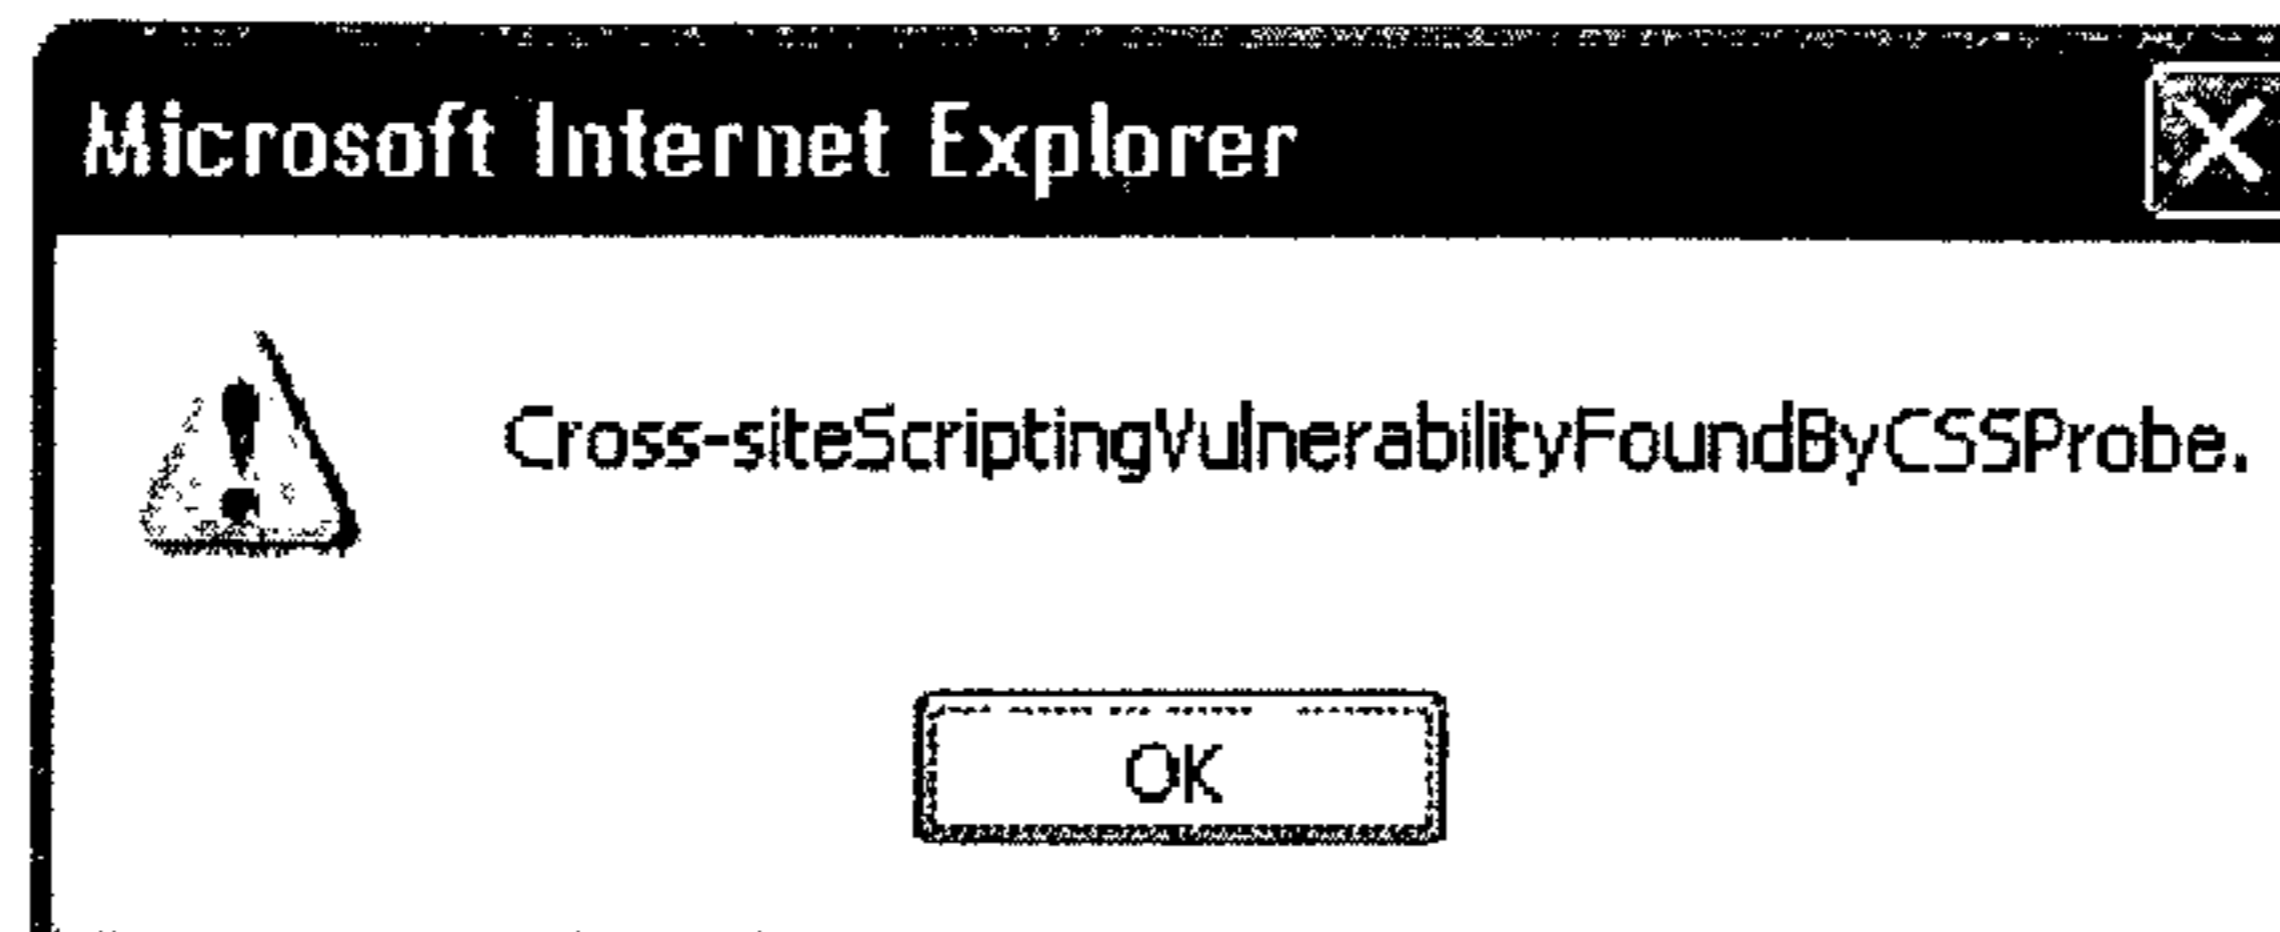 Microsoft Internet Explorer
Cross-siteScriptingVulnerabilityFoundByCSSProbe.
OK